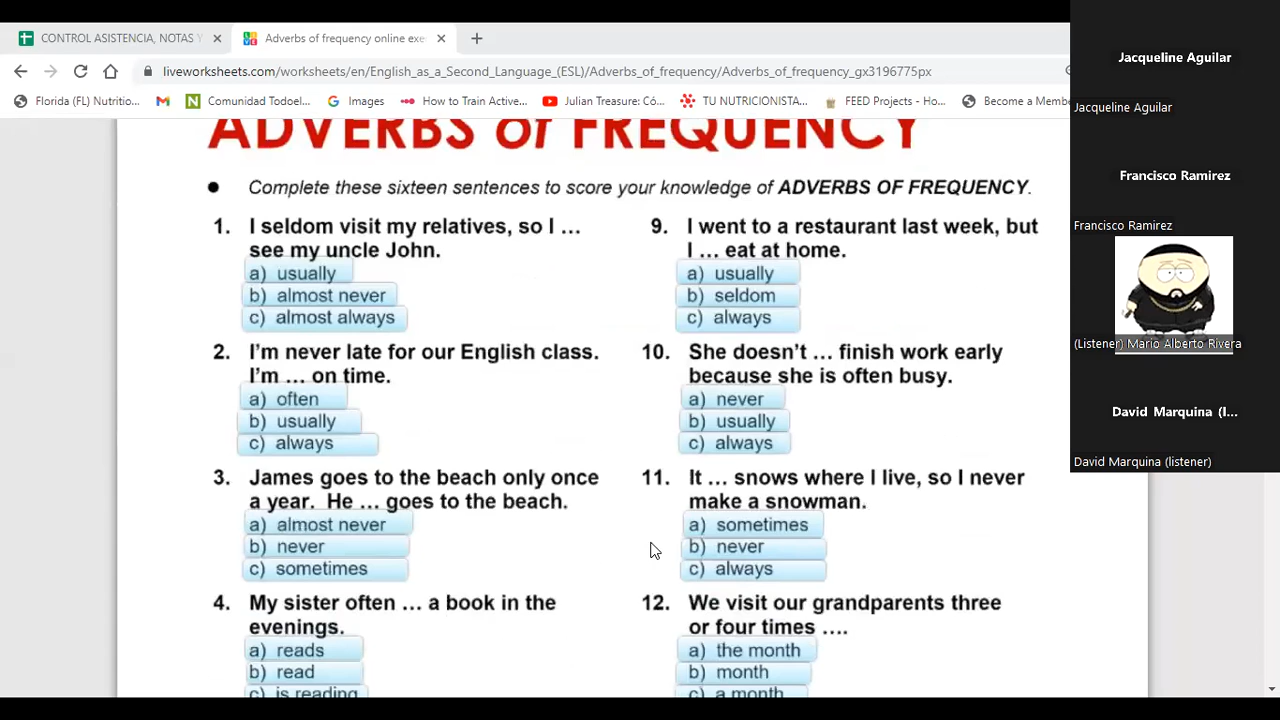 CONTROL ASISTENCIA, NOTAS Y
Adverbs of frequency online exe
liveworksheets.com/worksheets/en/English_as_a_Second_Language_(ESL)/Adverbs_of_frequency/Adverbs_of_frequency_gx3196775px
Florida (FL) Nutritio...
Comunidad Todoel...
Images
How to Train Active...
Julian Treasure: Có...
TU NUTRICIONISTA...
FEED Projects - Ho...
Become a Membe
ADVERBS of FREQUENCY
Complete these sixteen sentences to score your knowledge of ADVERBS OF FREQUENCY.
1. I seldom visit my relatives, so I …
see my uncle John.
a) usually
b) almost never
c) almost always
2. I'm never late for our English class.
I'm … on time.
a) often
b) usually
c) always
3. James goes to the beach only once
a year. He … goes to the beach.
a) almost never
b) never
c) sometimes
4. My sister often … a book in the
evenings.
a) reads
b) read
c) is reading
9. I went to a restaurant last week, but
I … eat at home.
a) usually
b) seldom
c) always
10. She doesn't … finish work early
because she is often busy.
a) never
b) usually
c) always
11. It … snows where I live, so I never
make a snowman.
a) sometimes
b) never
c) always
12. We visit our grandparents three
or four times ….
a) the month
b) month
c) a month
Jacqueline Aguilar
Jacqueline Aguilar
Francisco Ramirez
Francisco Ramirez
(Listener) Mario Alberto Rivera
David Marquina (l...
David Marquina (listener)